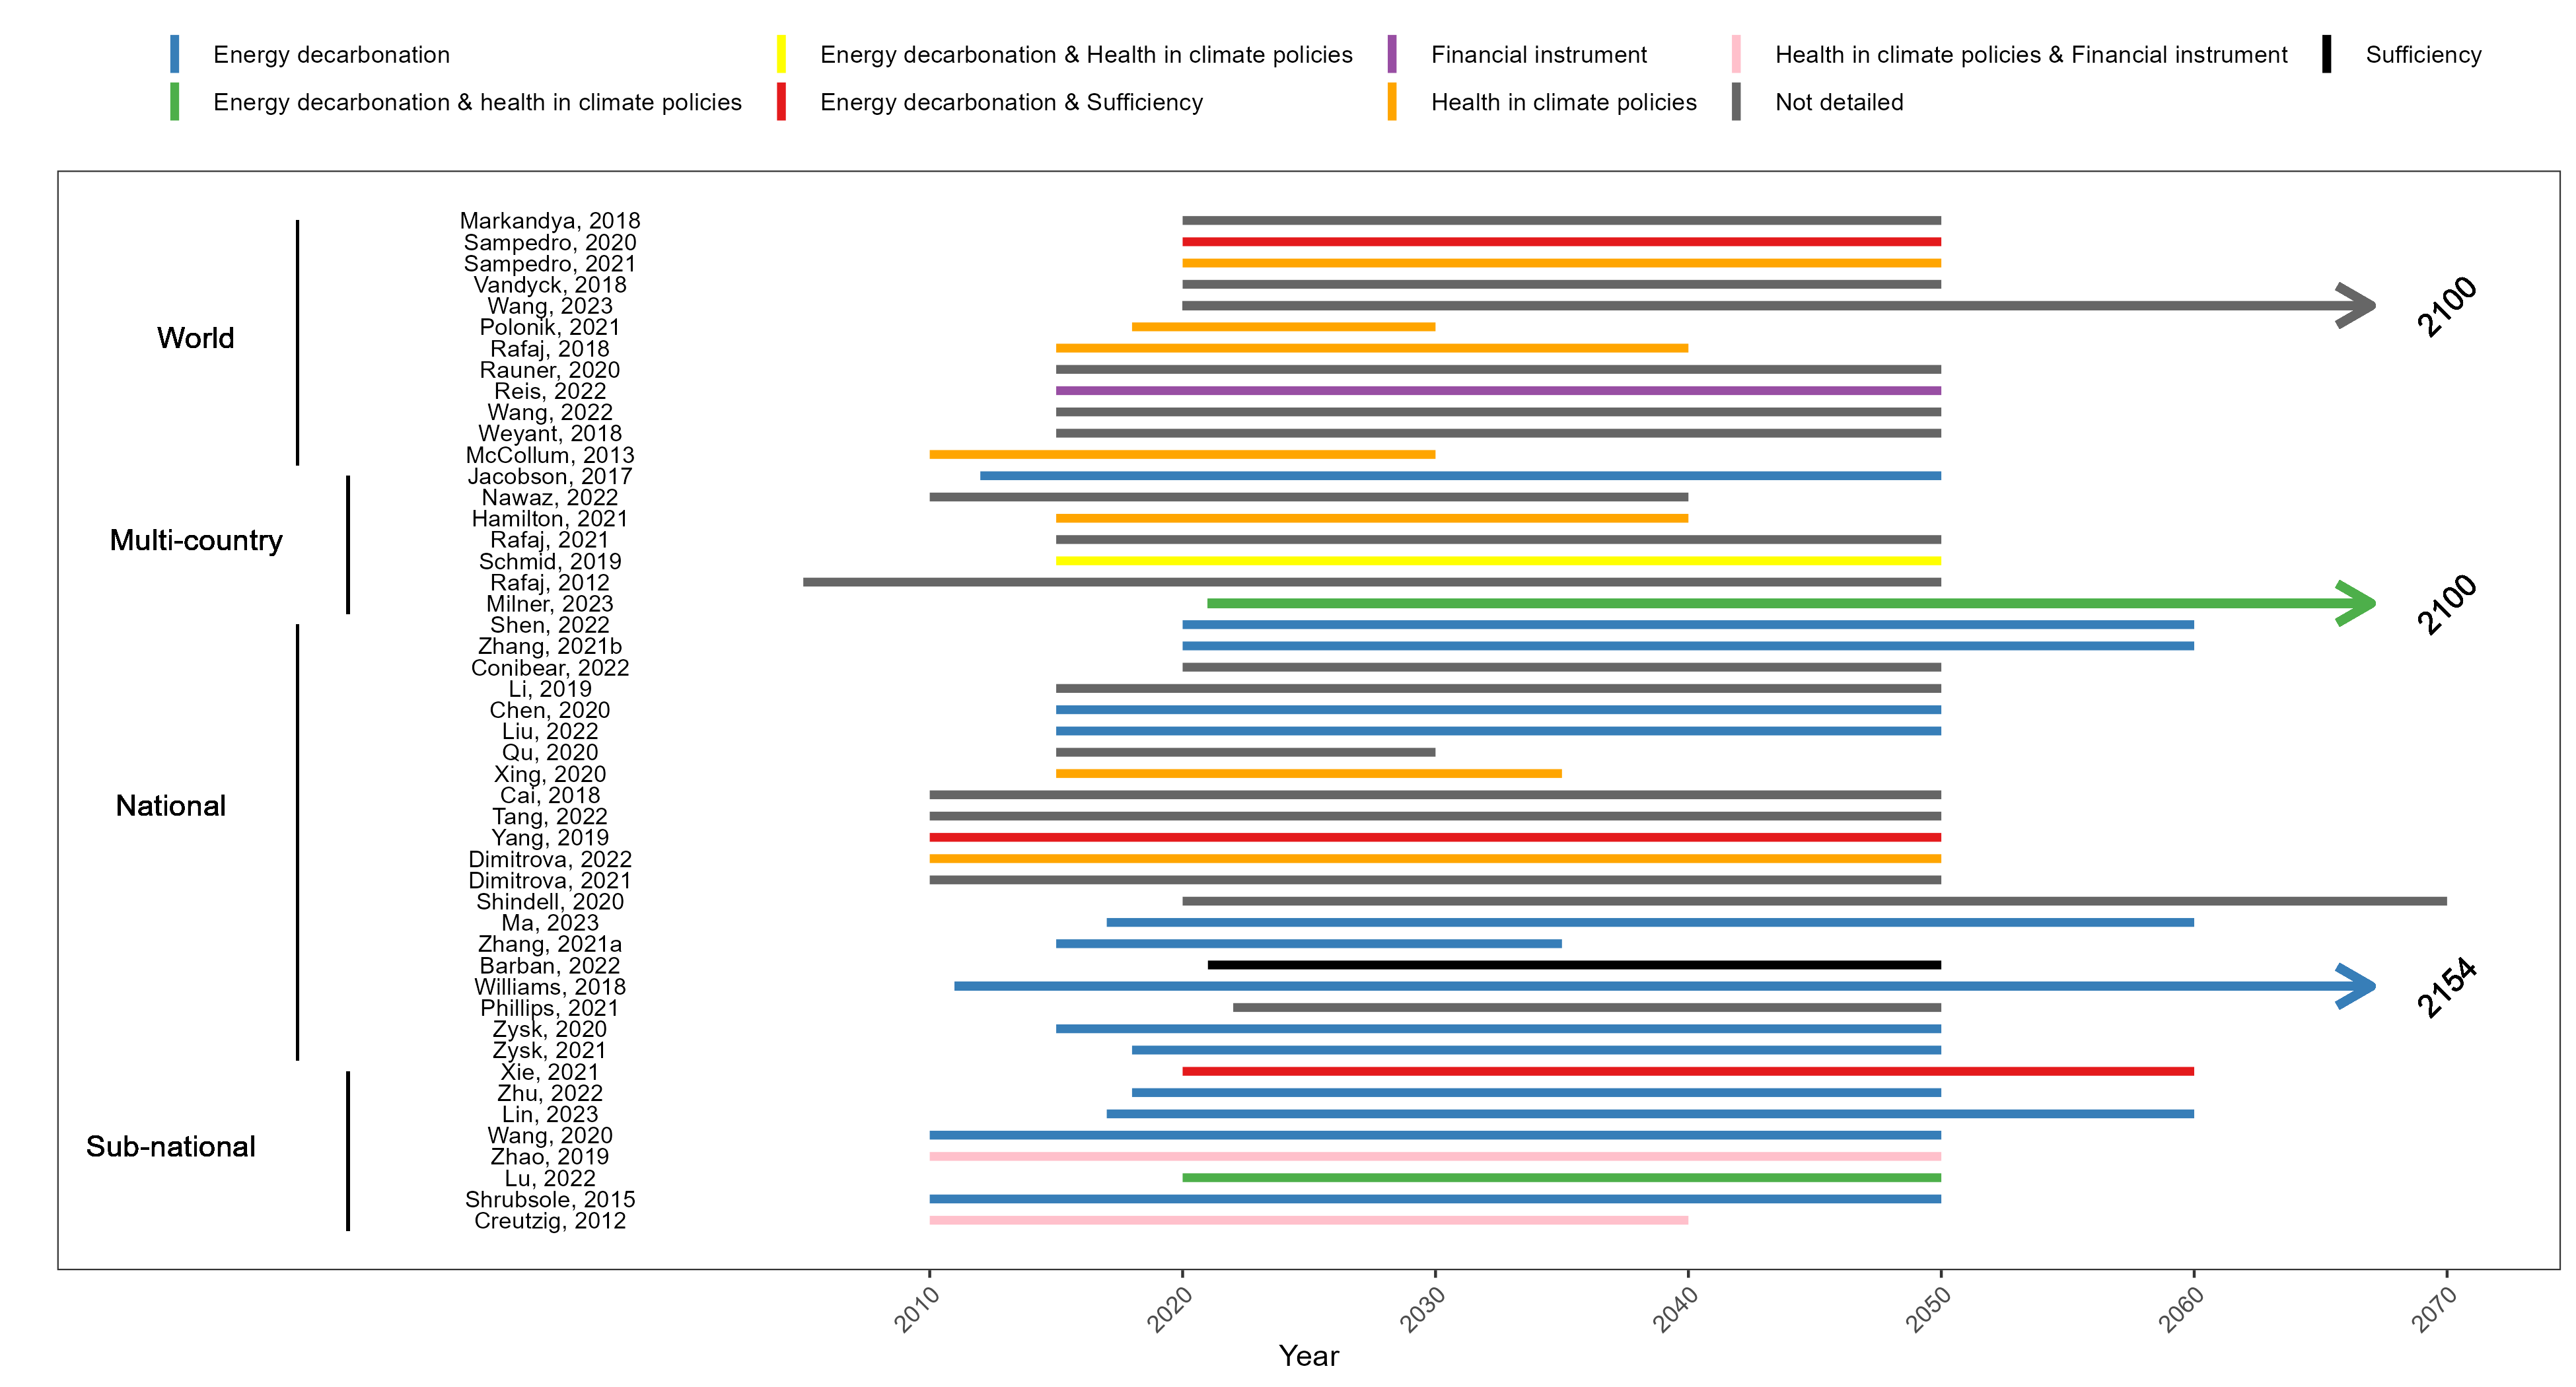 Energy decarbonation
Energy decarbonation & Health in climate policies
Financial instrument
Health in climate policies & Financial instrument
Sufficiency
Energy decarbonation & health in climate policies
Energy decarbonation & Sufficiency
Health in climate policies
Not detailed
World
Multi-country
National
Sub-national
Markandya, 2018
Sampedro, 2020
Sampedro, 2021
Vandyck, 2018
Wang, 2023
Polonik, 2021
Rafaj, 2018
Rauner, 2020
Reis, 2022
Wang, 2022
Weyant, 2018
McCollum, 2013
Jacobson, 2017
Nawaz, 2022
Hamilton, 2021
Rafaj, 2021
Schmid, 2019
Rafaj, 2012
Milner, 2023
Shen, 2022
Zhang, 2021b
Conibear, 2022
Li, 2019
Chen, 2020
Liu, 2022
Qu, 2020
Xing, 2020
Cai, 2018
Tang, 2022
Yang, 2019
Dimitrova, 2022
Dimitrova, 2021
Shindell, 2020
Ma, 2023
Zhang, 2021a
Barban, 2022
Williams, 2018
Phillips, 2021
Zysk, 2020
Zysk, 2021
Xie, 2021
Zhu, 2022
Lin, 2023
Wang, 2020
Zhao, 2019
Lu, 2022
Shrubsole, 2015
Creutzig, 2012
2100
2100
2154
2010
2020
2030
2040
2050
2060
2070
Year